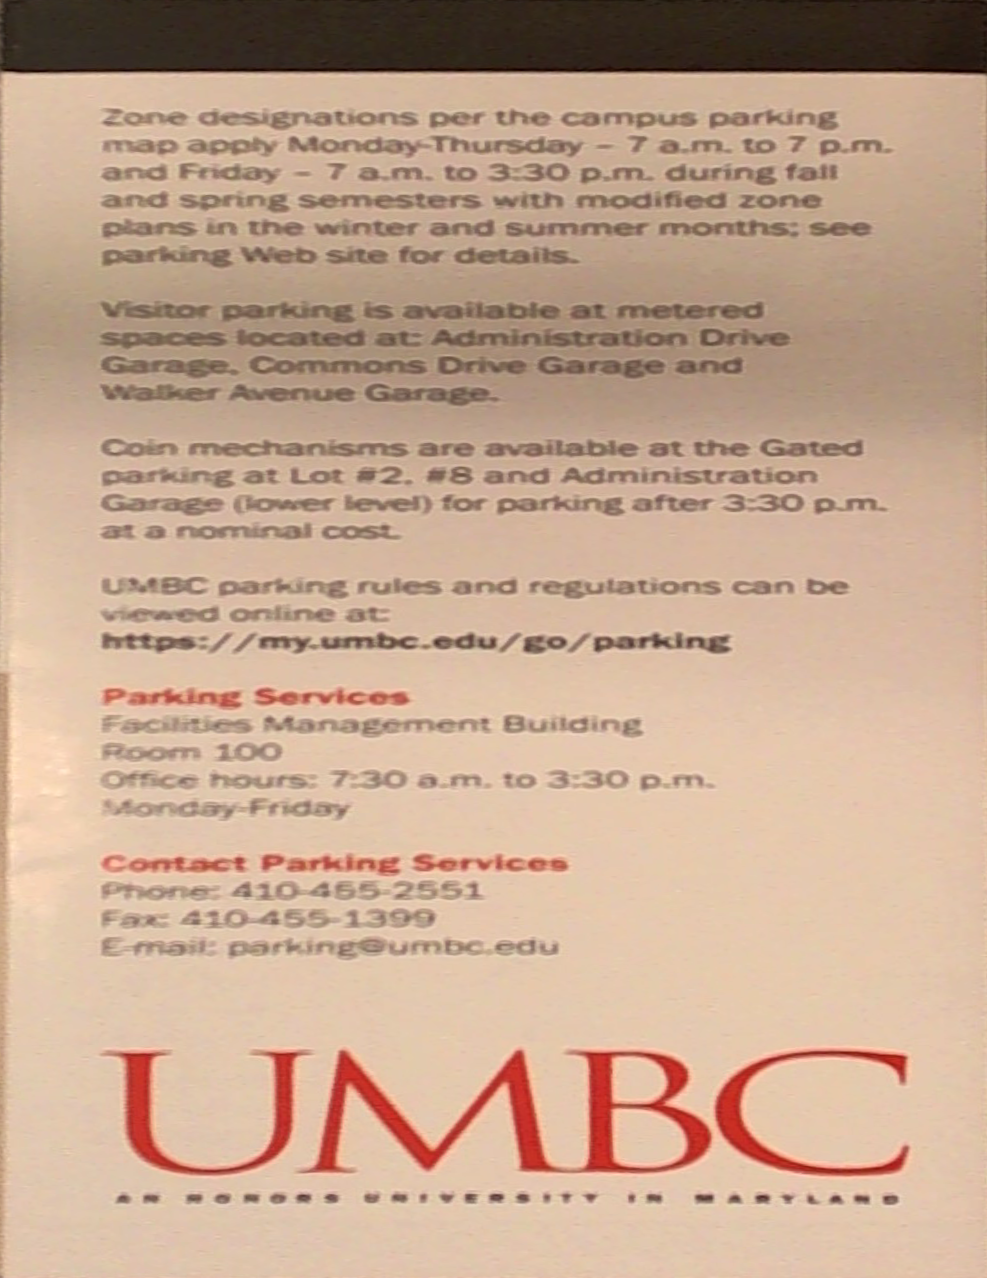 Zone designations per the campus parking
map apply Monday-Thursday – 7 a.m. to 7 p.m.
and Friday – 7 a.m. to 3:30 p.m. during fall
and spring semesters with modified zone
plans in the winter and summer months; see
parking Web site for details.
Visitor parking is available at metered
spaces located at: Administration Drive
Garage, Commons Drive Garage and
Walker Avenue Garage.
Coin mechanisms are available at the Gated
parking at Lot #2, #8 and Administration
Garage (lower level) for parking after 3:30 p.m.
at a nominal cost.
UMBC parking rules and regulations can be
viewed online at:
https://my.umbc.edu/go/parking
Parking Services
Facilities Management Building
Room 100
Office hours: 7:30 a.m. to 3:30 p.m.
Monday-Friday
Contact Parking Services
Phone: 410-455-2551
Fax: 410-455-1399
E-mail: parking@umbc.edu
UMBC
AN HONORS UNIVERSITY IN MARYLAND